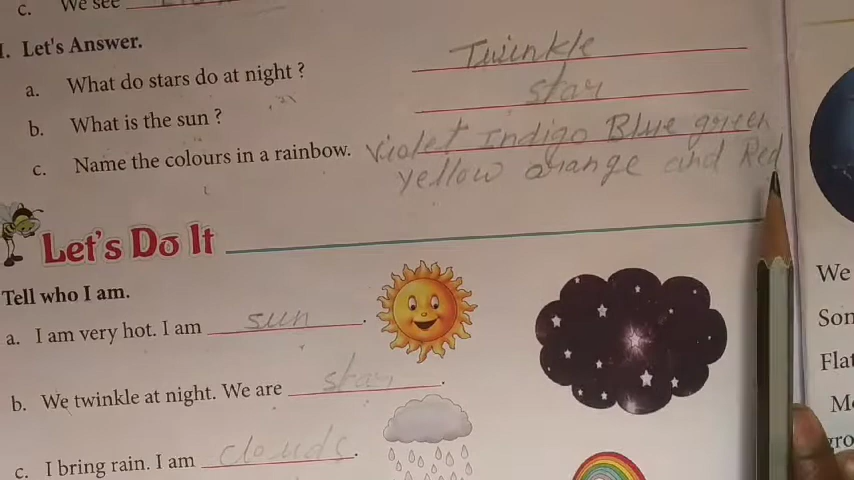 c. We see
I. Let's Answer.
a. What do stars do at night ? Twinkle
b. What is the sun ? star
c. Name the colours in a rainbow. Violet Indigo Blue green
yellow orange and Red
Let's Do It
Tell who I am.
a. I am very hot. I am sun.
b. We twinkle at night. We are star.
c. I bring rain. I am clouds.
We
Son
Flat
Mo
gro